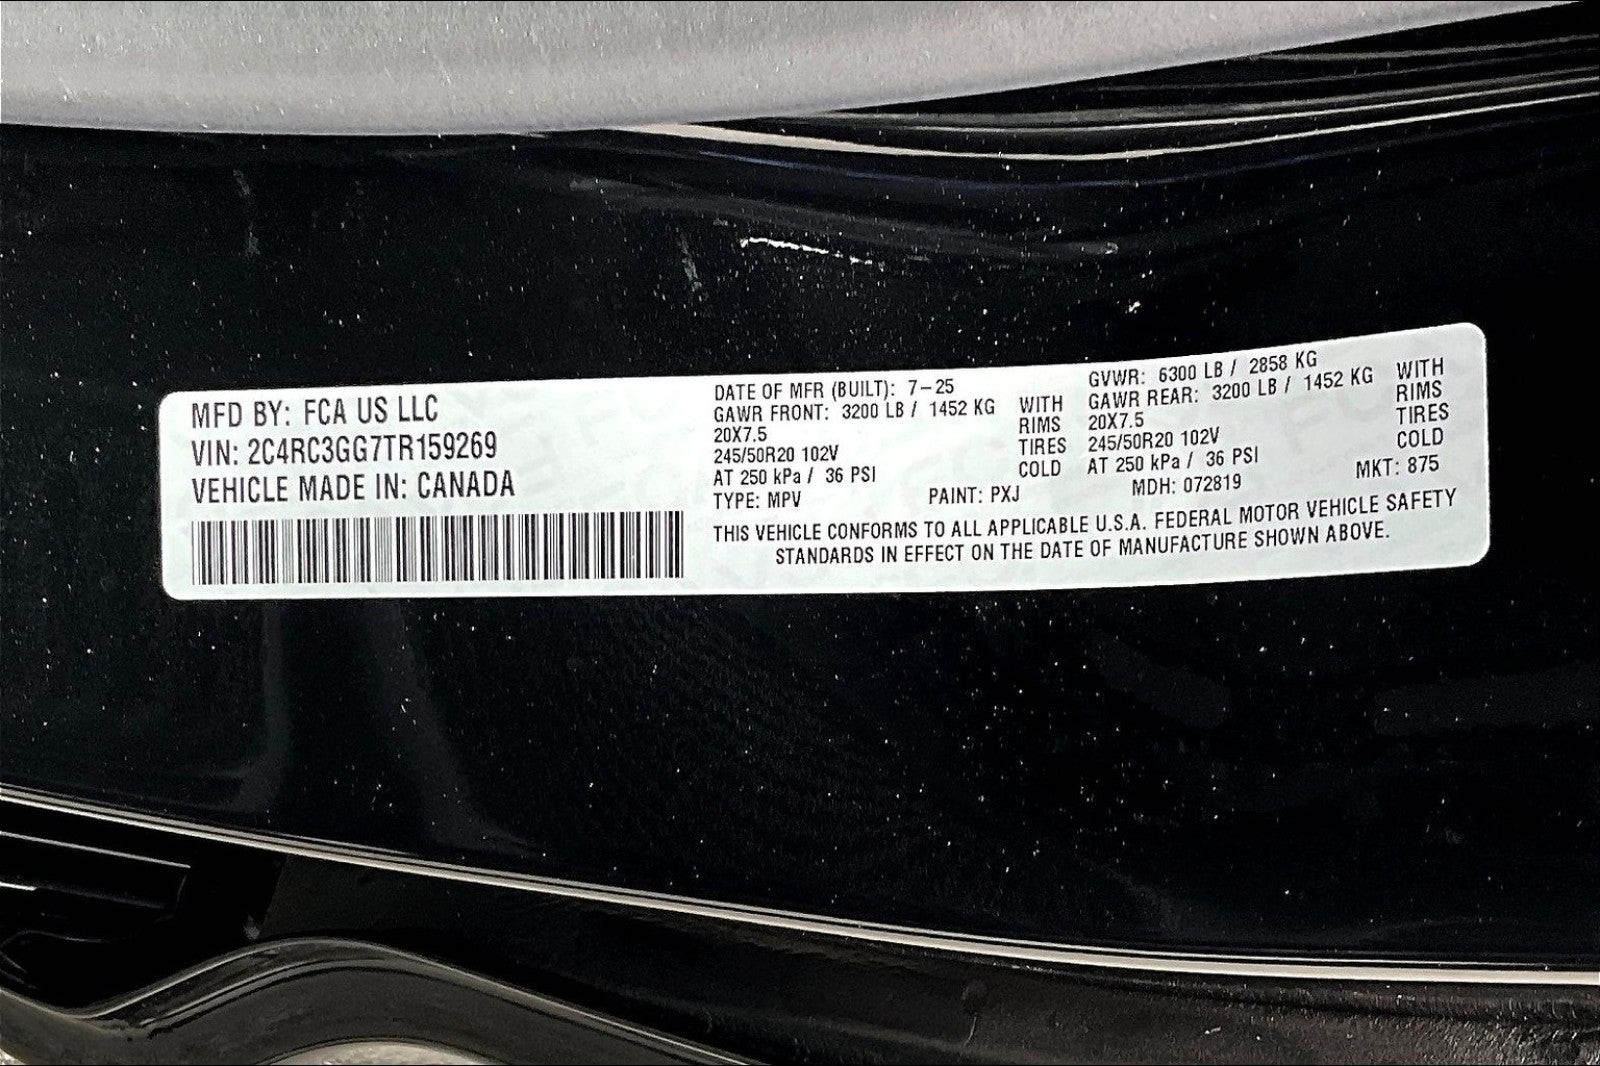 MFD BY: FCA US LLC
VIN: 2C4RC3GG7TR159269
VEHICLE MADE IN: CANADA
DATE OF MFR (BUILT): 7-25
GAWR FRONT: 3200 LB / 1452 KG WITH
20X7.5 RIMS
245/50R20 102V TIRES
AT 250 kPa / 36 PSI COLD
GVWR: 6300 LB / 2858 KG
GAWR REAR: 3200 LB / 1452 KG WITH
20X7.5 RIMS
245/50R20 102V TIRES
AT 250 kPa / 36 PSI COLD
TYPE: MPV PAINT: PXJ MDH: 072819 MKT: 875
THIS VEHICLE CONFORMS TO ALL APPLICABLE U.S.A. FEDERAL MOTOR VEHICLE SAFETY
STANDARDS IN EFFECT ON THE DATE OF MANUFACTURE SHOWN ABOVE.